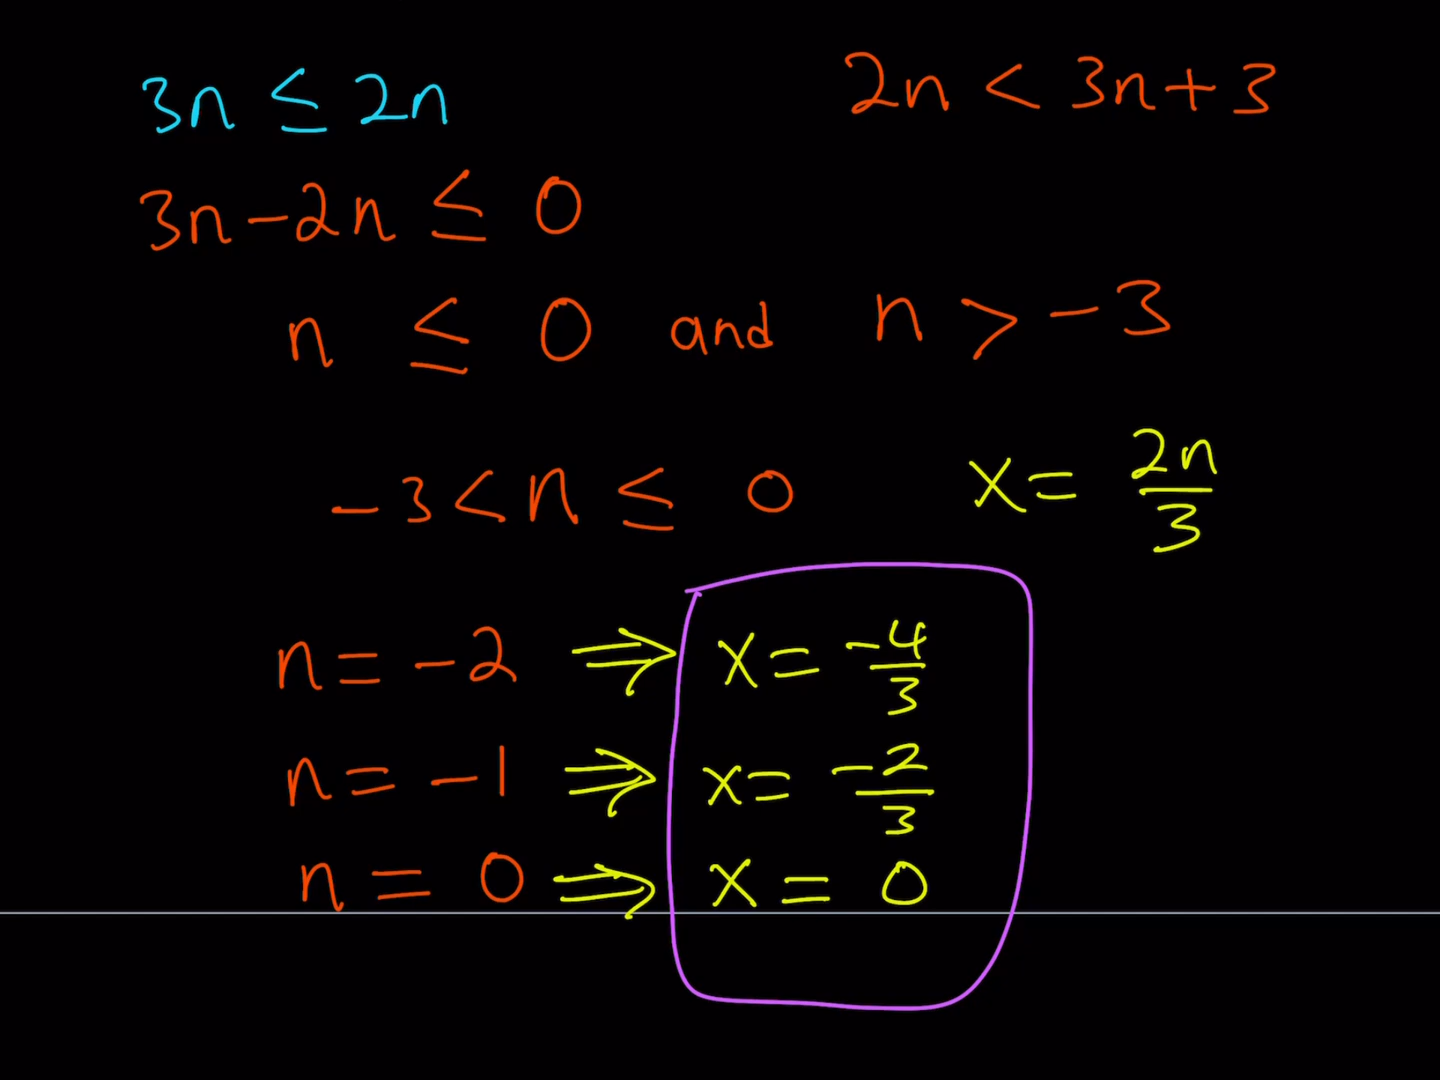 3n ≤ 2n
2n < 3n + 3
3n - 2n ≤ 0
n ≤ 0 and n > -3
-3 < n ≤ 0
x = 2n/3
n = -2 ⇒ x = -4/3
n = -1 ⇒ x = -2/3
n = 0 ⇒ x = 0